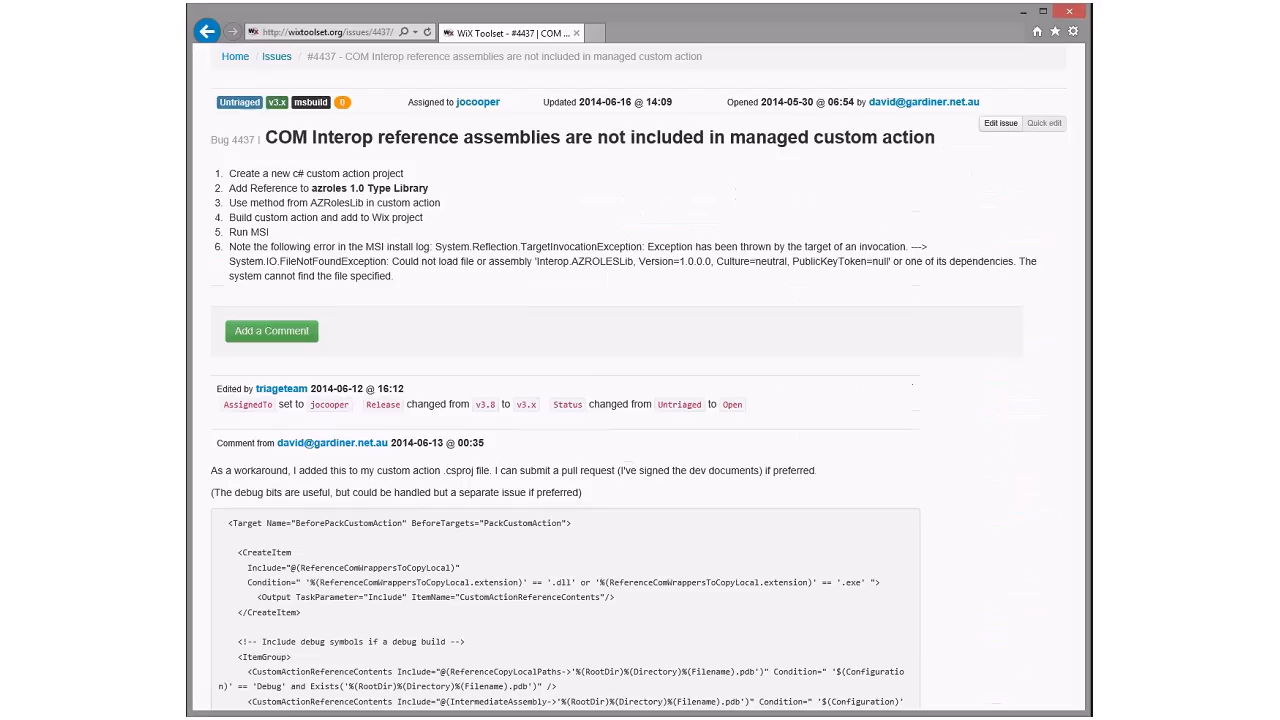 http://wixtoolset.org/issues/4437/
WiX Toolset - #4437 | COM ...
Home / Issues / #4437 - COM Interop reference assemblies are not included in managed custom action
Untriaged v3.x msbuild 0 Assigned to jocooper Updated 2014-06-16 @ 14:09 Opened 2014-05-30 @ 06:54 by david@gardiner.net.au
Edit issue Quick edit
Bug 4437 | COM Interop reference assemblies are not included in managed custom action
1. Create a new c# custom action project
2. Add Reference to azroles 1.0 Type Library
3. Use method from AZRolesLib in custom action
4. Build custom action and add to Wix project
5. Run MSI
6. Note the following error in the MSI install log: System.Reflection.TargetInvocationException: Exception has been thrown by the target of an invocation. --->
System.IO.FileNotFoundException: Could not load file or assembly 'Interop.AZROLESLib, Version=1.0.0.0, Culture=neutral, PublicKeyToken=null' or one of its dependencies. The
system cannot find the file specified.
Add a Comment
Edited by triageteam 2014-06-12 @ 16:12
AssignedTo set to jocooper Release changed from v3.8 to v3.x Status changed from Untriaged to Open
Comment from david@gardiner.net.au 2014-06-13 @ 00:35
As a workaround, I added this to my custom action .csproj file. I can submit a pull request (I've signed the dev documents) if preferred.
(The debug bits are useful, but could be handled but a separate issue if preferred)
<Target Name="BeforePackCustomAction" BeforeTargets="PackCustomAction">
<CreateItem
Include="@(ReferenceComWrappersToCopyLocal)"
Condition=" '%(ReferenceComWrappersToCopyLocal.extension)' == '.dll' or '%(ReferenceComWrappersToCopyLocal.extension)' == '.exe' ">
<Output TaskParameter="Include" ItemName="CustomActionReferenceContents"/>
</CreateItem>
<!-- Include debug symbols if a debug build -->
<ItemGroup>
<CustomActionReferenceContents Include="@(ReferenceCopyLocalPaths->'%(RootDir)%(Directory)%(Filename).pdb')" Condition=" '$(Configuratio
n)' == 'Debug' and Exists('%(RootDir)%(Directory)%(Filename).pdb')" />
<CustomActionReferenceContents Include="@(IntermediateAssembly->'%(RootDir)%(Directory)%(Filename).pdb')" Condition=" '$(Configuration)'